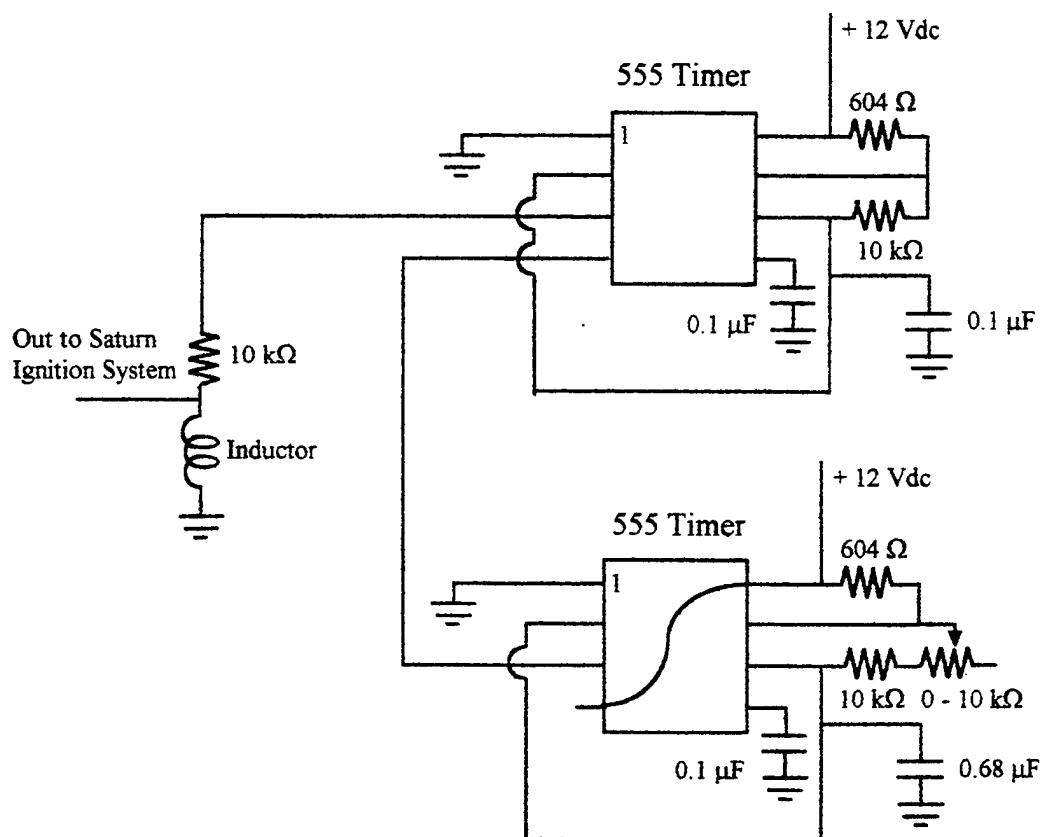 + 12 Vdc
555 Timer
604 Ω
1
10 kΩ
0.1 μF
0.1 μF
Out to Saturn
Ignition System
10 kΩ
Inductor
+ 12 Vdc
555 Timer
604 Ω
1
10 kΩ 0 - 10 kΩ
0.1 μF
0.68 μF